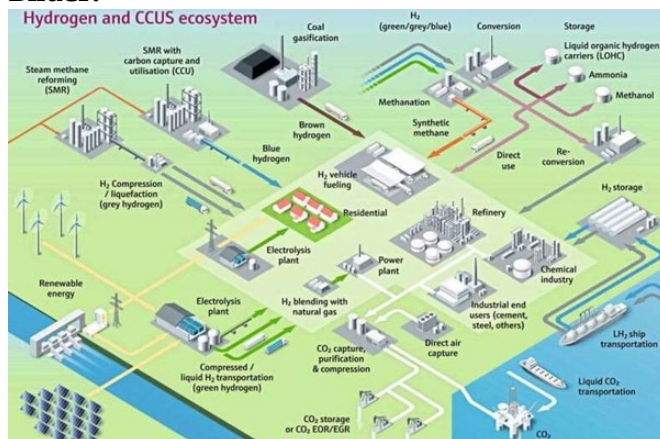 Hydrogen and CCUS ecosystem
Steam methane
reforming
(SMR)
SMR with
carbon capture and
utilisation (CCU)
Coal
gasification
H₂
(green/grey/blue)
Conversion
Storage
Liquid organic hydrogen
carriers (LOHC)
Ammonia
Methanol
Methanation
Synthetic
methane
Brown
hydrogen
Blue
hydrogen
Direct
use
Re-
conversion
H₂ vehicle
fueling
H₂ Compression
/ liquefaction
(grey hydrogen)
H₂ storage
Residential
Refinery
Electrolysis
plant
Power
plant
Chemical
industry
Renewable
energy
Electrolysis
plant
H₂ blending with
natural gas
Industrial end
users (cement,
steel, others)
LH₂ ship
transportation
Compressed /
liquid H₂ transportation
(green hydrogen)
CO₂ capture,
purification
& compression
Direct air
capture
Liquid CO₂
transportation
CO₂ storage
or CO₂ EOR/EGR
CO₂